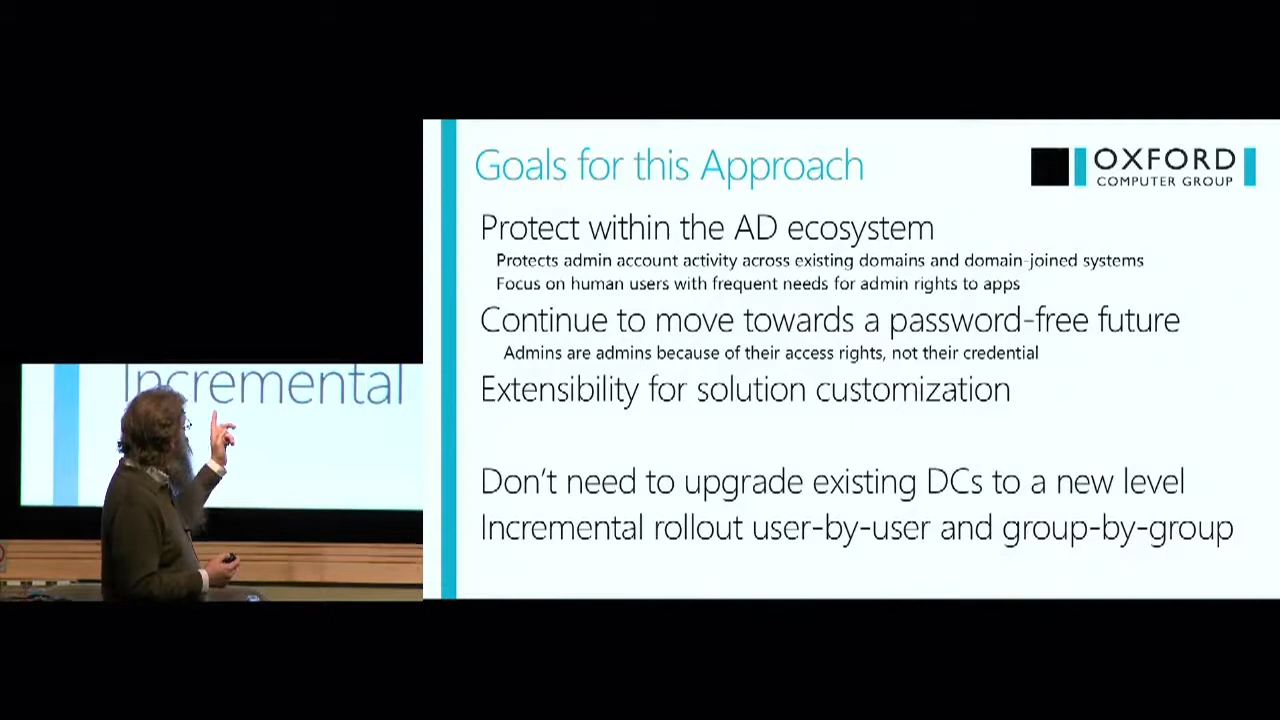 Goals for this Approach
OXFORD
COMPUTER GROUP
Protect within the AD ecosystem
Protects admin account activity across existing domains and domain-joined systems
Focus on human users with frequent needs for admin rights to apps
Continue to move towards a password-free future
Admins are admins because of their access rights, not their credential
Extensibility for solution customization
Don't need to upgrade existing DCs to a new level
Incremental rollout user-by-user and group-by-group
Incremental